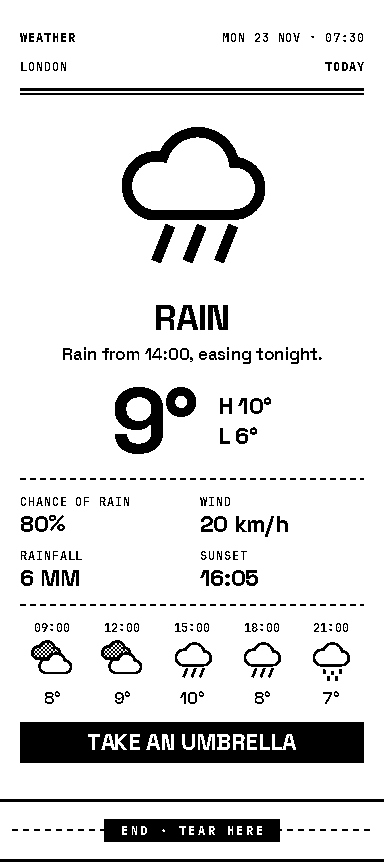 WEATHER MON 23 NOV · 07:30
LONDON TODAY
RAIN
Rain from 14:00, easing tonight.
9° H 10°
L 6°
CHANCE OF RAIN WIND
80% 20 km/h
RAINFALL SUNSET
6 MM 16:05
09:00 12:00 15:00 18:00 21:00
8° 9° 10° 8° 7°
TAKE AN UMBRELLA
END · TEAR HERE